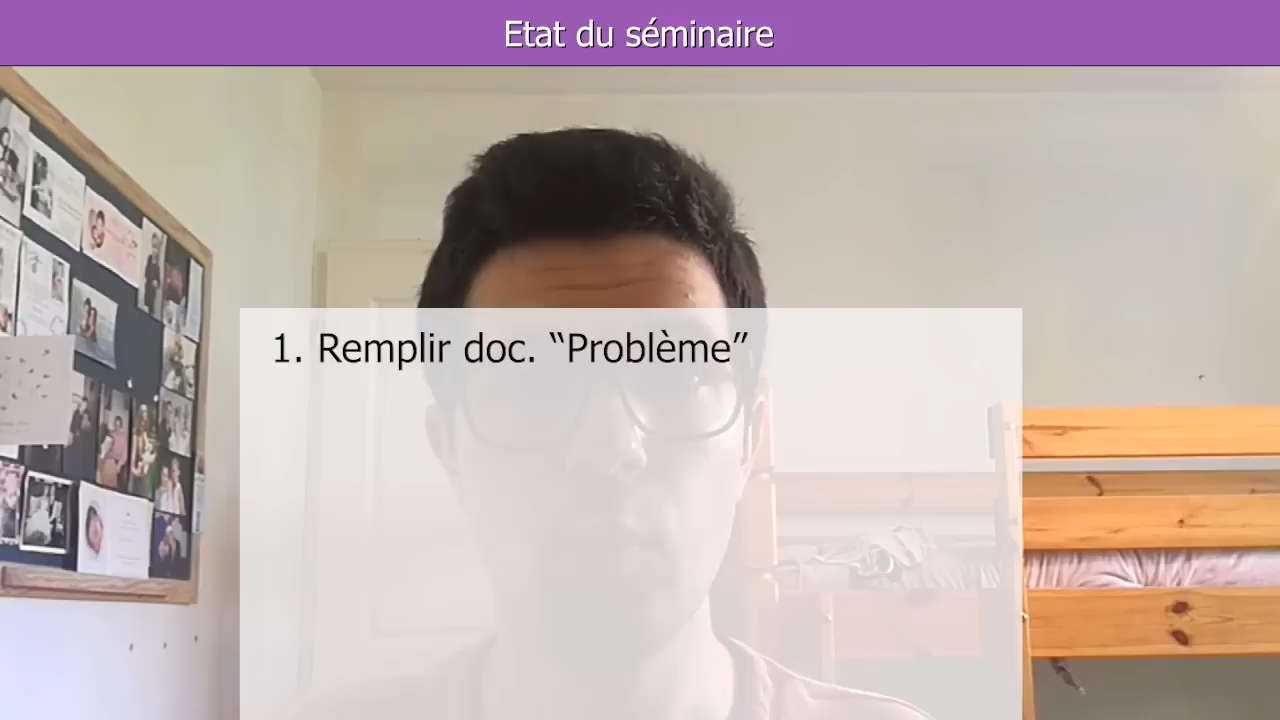 Etat du séminaire
1. Remplir doc. “Problème”